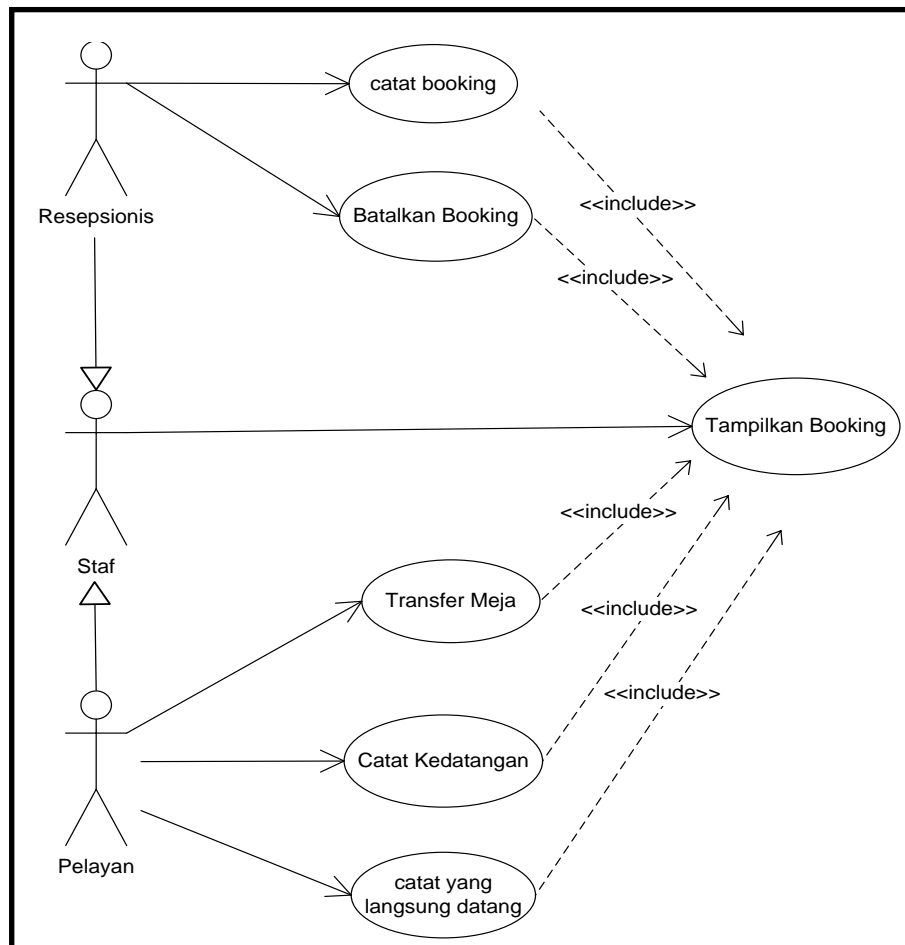 catat booking
Resepsionis
<<include>>
Batalkan Booking
<<include>>
Tampilkan Booking
<<include>>
Staf
Transfer Meja
<<include>>
<<include>>
Catat Kedatangan
Pelayan
catat yang
langsung datang